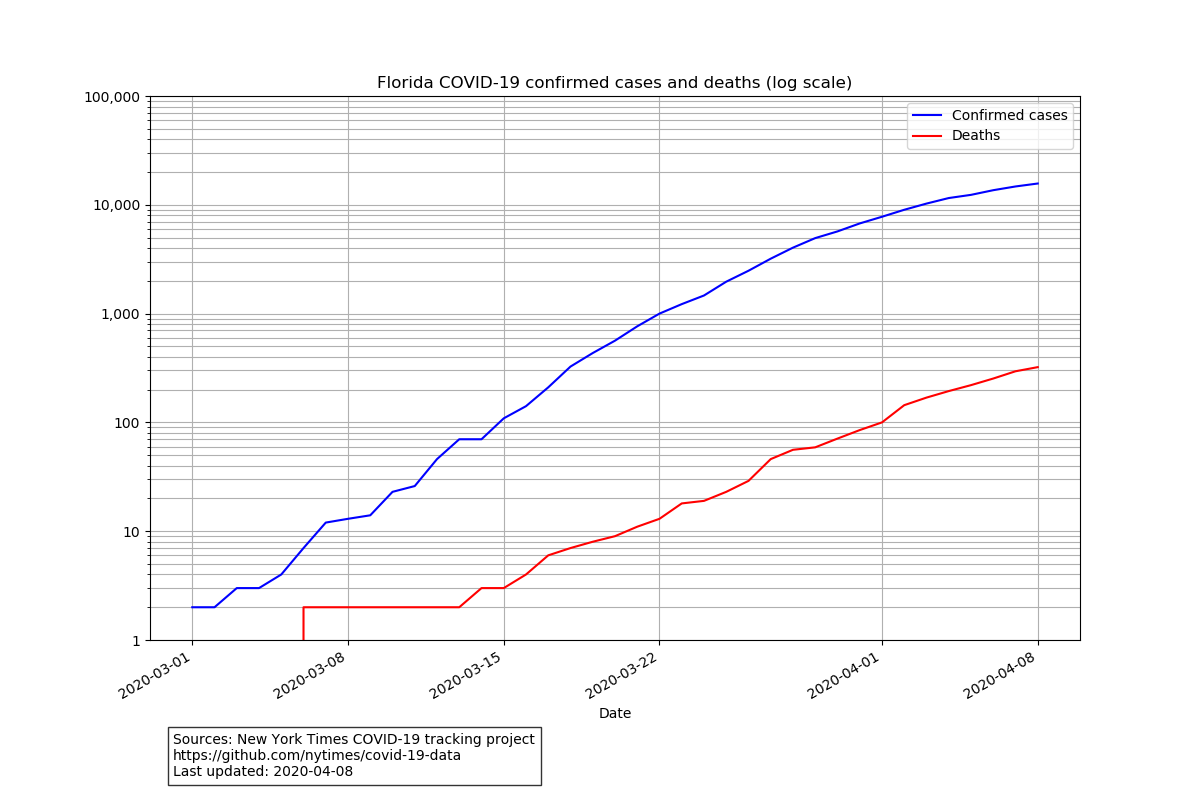 Florida COVID-19 confirmed cases and deaths (log scale)
100,000
10,000
1,000
100
10
1
Confirmed cases
Deaths
2020-03-01
2020-03-08
2020-03-15
2020-03-22
2020-04-01
2020-04-08
Date
Sources: New York Times COVID-19 tracking project
https://github.com/nytimes/covid-19-data
Last updated: 2020-04-08